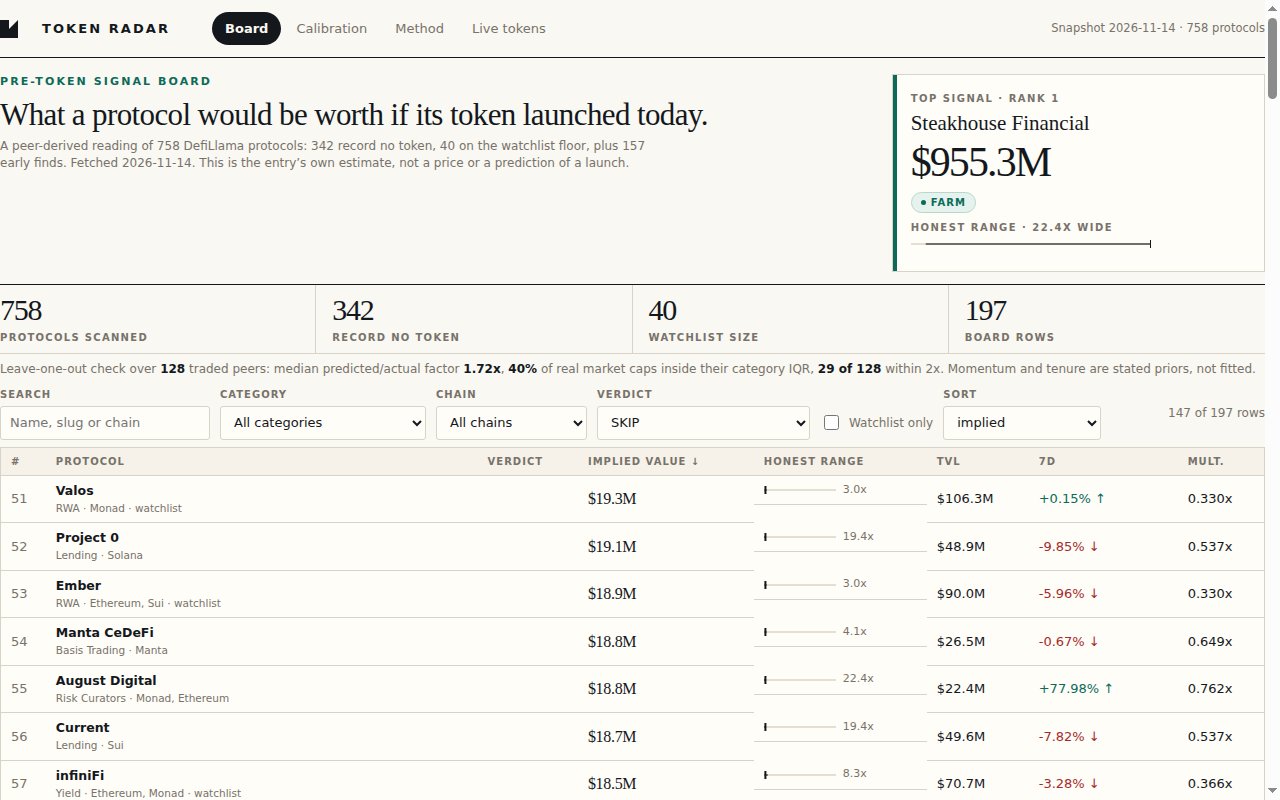 TOKEN RADAR Board Calibration Method Live tokens Snapshot 2026-11-14 · 758 protocols
PRE-TOKEN SIGNAL BOARD
What a protocol would be worth if its token launched today.
A peer-derived reading of 758 DefiLlama protocols: 342 record no token, 40 on the watchlist floor, plus 157
early finds. Fetched 2026-11-14. This is the entry’s own estimate, not a price or a prediction of a launch.
TOP SIGNAL · RANK 1
Steakhouse Financial
$955.3M
FARM
HONEST RANGE · 22.4X WIDE
758 342 40 197
PROTOCOLS SCANNED RECORD NO TOKEN WATCHLIST SIZE BOARD ROWS
Leave-one-out check over 128 traded peers: median predicted/actual factor 1.72x, 40% of real market caps inside their category IQR, 29 of 128 within 2x. Momentum and tenure are stated priors, not fitted.
SEARCH CATEGORY CHAIN VERDICT SORT
Name, slug or chain All categories All chains SKIP Watchlist only implied 147 of 197 rows
# PROTOCOL VERDICT IMPLIED VALUE ↓ HONEST RANGE TVL 7D MULT.
51 Valos $19.3M 3.0x $106.3M +0.15% ↑ 0.330x
RWA · Monad · watchlist
52 Project 0 $19.1M 19.4x $48.9M -9.85% ↓ 0.537x
Lending · Solana
53 Ember $18.9M 3.0x $90.0M -5.96% ↓ 0.330x
RWA · Ethereum, Sui · watchlist
54 Manta CeDeFi $18.8M 4.1x $26.5M -0.67% ↓ 0.649x
Basis Trading · Manta
55 August Digital $18.8M 22.4x $22.4M +77.98% ↑ 0.762x
Risk Curators · Monad, Ethereum
56 Current $18.7M 19.4x $49.6M -7.82% ↓ 0.537x
Lending · Sui
57 infiniFi $18.5M 8.3x $70.7M -3.28% ↓ 0.366x
Yield · Ethereum, Monad · watchlist